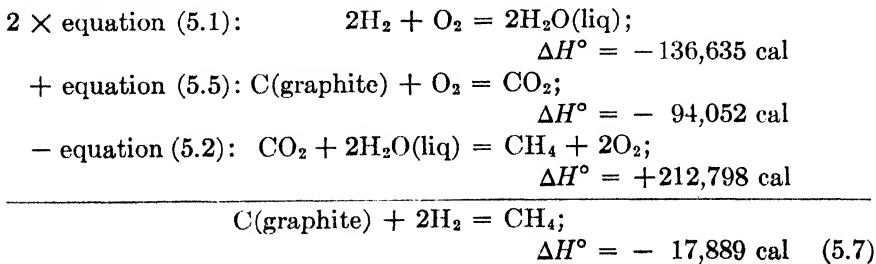 2 × equation (5.1): 2H₂ + O₂ = 2H₂O(liq);
ΔH° = −136,635 cal
+ equation (5.5): C(graphite) + O₂ = CO₂;
ΔH° = − 94,052 cal
− equation (5.2): CO₂ + 2H₂O(liq) = CH₄ + 2O₂;
ΔH° = +212,798 cal
C(graphite) + 2H₂ = CH₄;
ΔH° = − 17,889 cal (5.7)